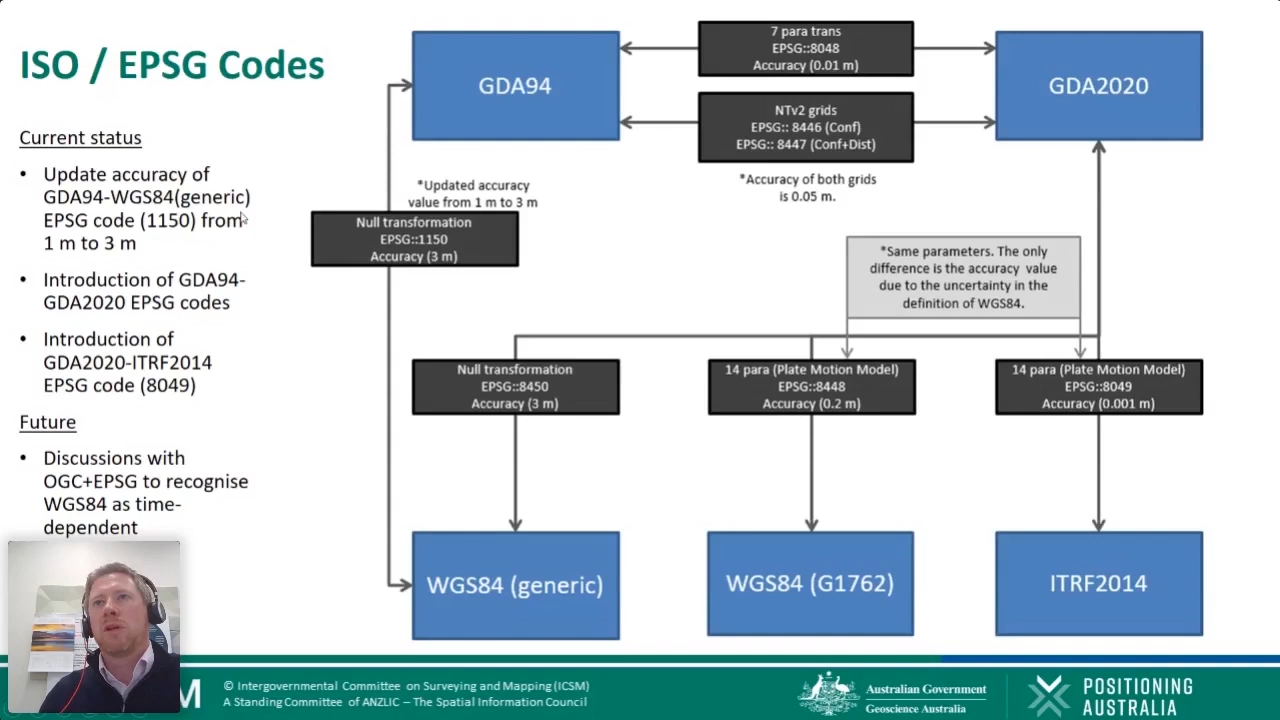 ISO / EPSG Codes
Current status
• Update accuracy of
GDA94-WGS84(generic)
EPSG code (1150) from
1 m to 3 m
• Introduction of GDA94-
GDA2020 EPSG codes
• Introduction of
GDA2020-ITRF2014
EPSG code (8049)
Future
• Discussions with
OGC+EPSG to recognise
WGS84 as time-
dependent
GDA94
7 para trans
EPSG::8048
Accuracy (0.01 m)
GDA2020
NTv2 grids
EPSG:: 8446 (Conf)
EPSG:: 8447 (Conf+Dist)
*Accuracy of both grids
is 0.05 m.
*Updated accuracy
value from 1 m to 3 m
Null transformation
EPSG::1150
Accuracy (3 m)
*Same parameters. The only
difference is the accuracy value
due to the uncertainty in the
definition of WGS84.
Null transformation
EPSG::8450
Accuracy (3 m)
14 para (Plate Motion Model)
EPSG::8448
Accuracy (0.2 m)
14 para (Plate Motion Model)
EPSG::8049
Accuracy (0.001 m)
WGS84 (generic)
WGS84 (G1762)
ITRF2014
M
© Intergovernmental Committee on Surveying and Mapping (ICSM)
A Standing Committee of ANZLIC – The Spatial Information Council
Australian Government
Geoscience Australia
POSITIONING
AUSTRALIA